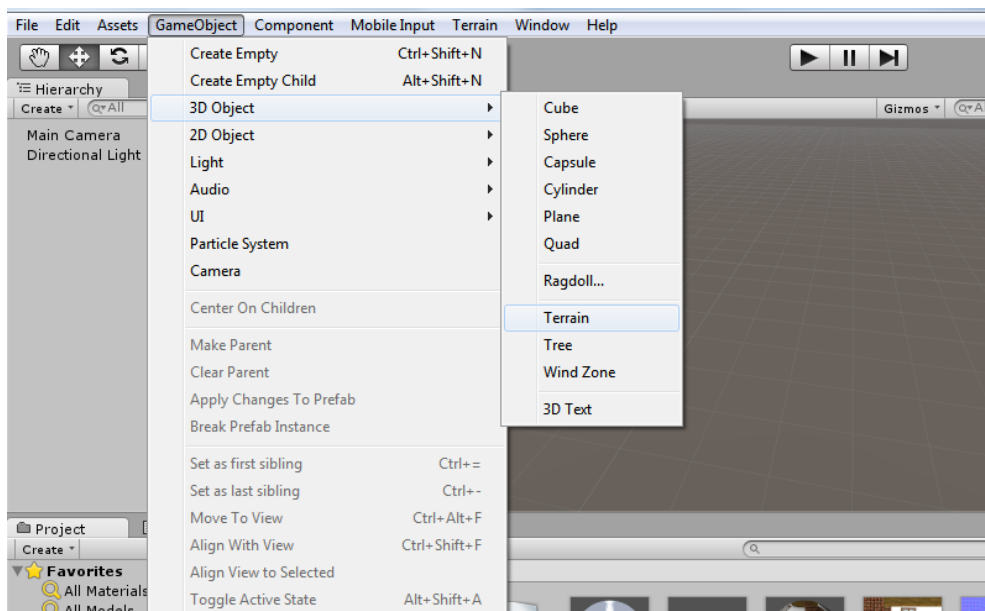 File Edit Assets GameObject Component Mobile Input Terrain Window Help
Hierarchy
Create All
Main Camera
Directional Light
Create Empty Ctrl+Shift+N
Create Empty Child Alt+Shift+N
3D Object
2D Object
Light
Audio
UI
Particle System
Camera
Center On Children
Make Parent
Clear Parent
Apply Changes To Prefab
Break Prefab Instance
Set as first sibling Ctrl+=
Set as last sibling Ctrl+-
Move To View Ctrl+Alt+F
Align With View Ctrl+Shift+F
Align View to Selected
Toggle Active State Alt+Shift+A
Cube
Sphere
Capsule
Cylinder
Plane
Quad
Ragdoll...
Terrain
Tree
Wind Zone
3D Text
Gizmos A
Project
Create
Favorites
All Materials
All Models